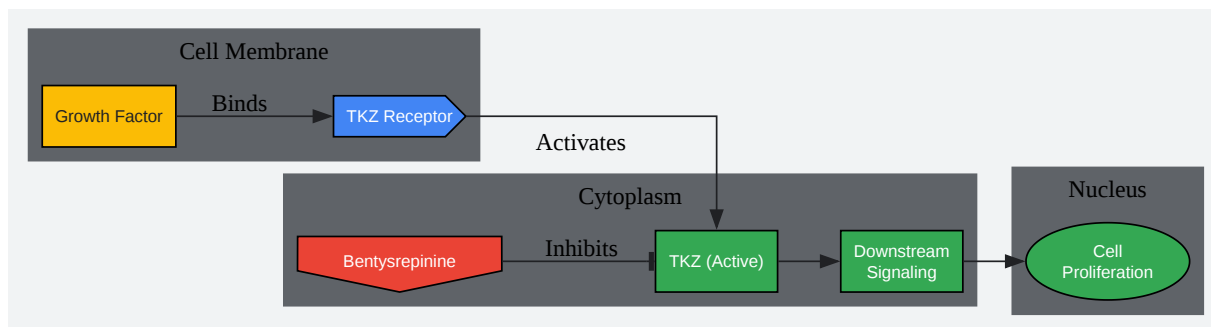 Cell Membrane
Growth Factor
Binds
TKZ Receptor
Activates
Cytoplasm
Bentysrepinine
Inhibits
TKZ (Active)
Downstream
Signaling
Nucleus
Cell
Proliferation